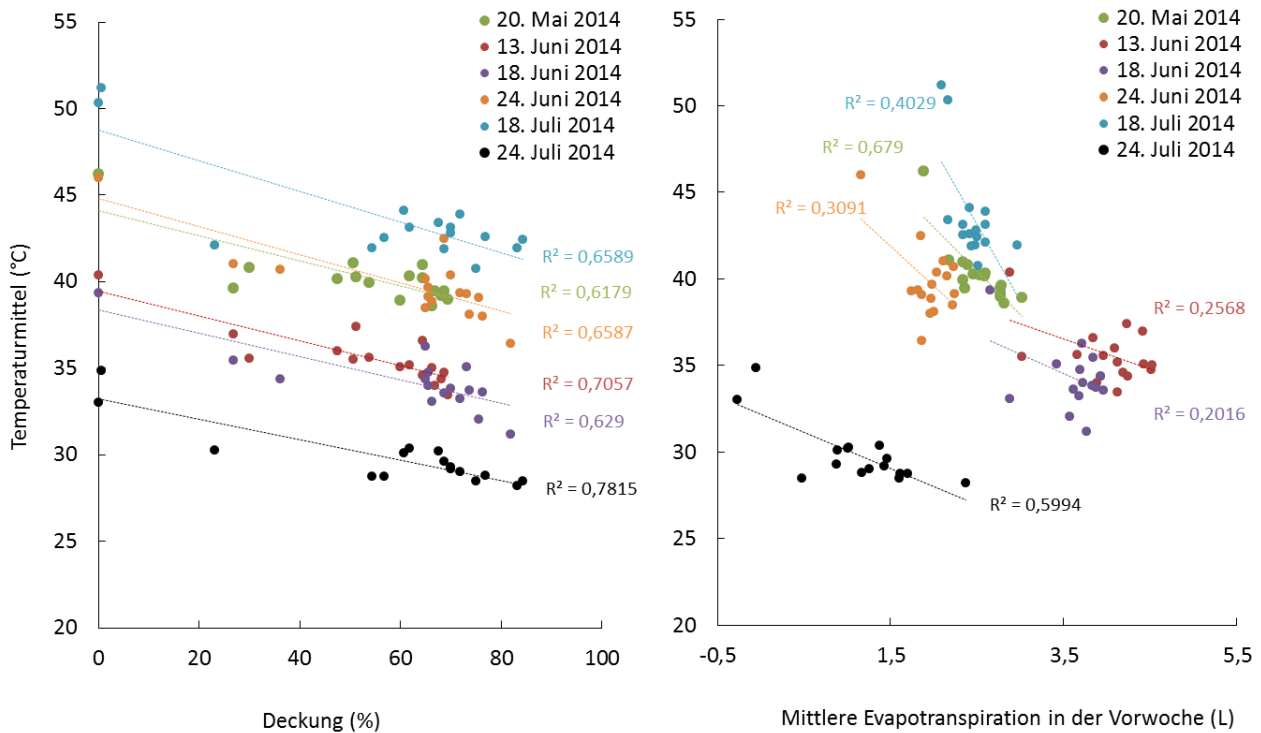 55
50
45
40
35
30
25
20
0
20
40
60
80
100
Temperaturmittel (°C)
Deckung (%)
20. Mai 2014
13. Juni 2014
18. Juni 2014
24. Juni 2014
18. Juli 2014
24. Juli 2014
R² = 0,6589
R² = 0,6179
R² = 0,6587
R² = 0,7057
R² = 0,629
R² = 0,7815
55
50
45
40
35
30
25
20
-0,5
1,5
3,5
5,5
Mittlere Evapotranspiration in der Vorwoche (L)
20. Mai 2014
13. Juni 2014
18. Juni 2014
24. Juni 2014
18. Juli 2014
24. Juli 2014
R² = 0,4029
R² = 0,679
R² = 0,3091
R² = 0,2568
R² = 0,2016
R² = 0,5994